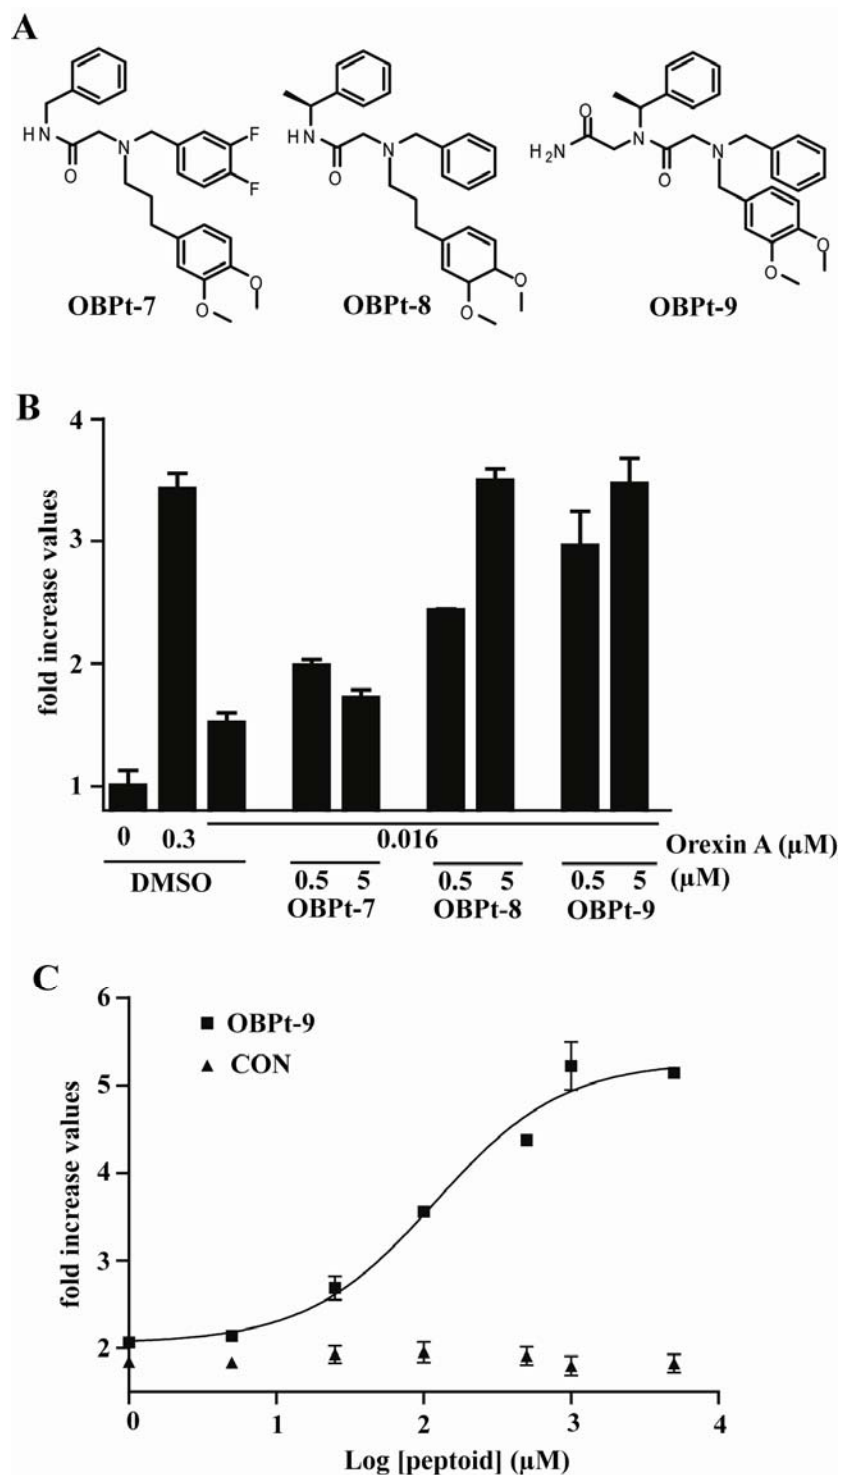 A
HN
O
N
F
F
O
O
OBPt-7
HN
O
N
O
O
OBPt-8
O
H2N
N
O
N
O
O
OBPt-9
B
fold increase values
4
3
2
1
0 0.3 0.016 Orexin A (µM)
DMSO 0.5 5 0.5 5 0.5 5 (µM)
OBPt-7 OBPt-8 OBPt-9
C
fold increase values
6
5
4
3
2
OBPt-9
CON
0 1 2 3 4
Log [peptoid] (µM)